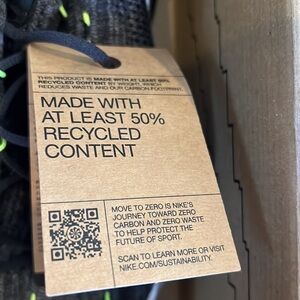 THIS PRODUCT IS MADE WITH AT LEAST 50%
RECYCLED CONTENT BY WEIGHT, WHICH
REDUCES WASTE AND OUR CARBON FOOTPRINT.
MADE WITH
AT LEAST 50%
RECYCLED
CONTENT
MOVE TO ZERO IS NIKE'S
JOURNEY TOWARD ZERO
CARBON AND ZERO WASTE
TO HELP PROTECT THE
FUTURE OF SPORT.
SCAN TO LEARN MORE OR VISIT
NIKE.COM/SUSTAINABILITY.